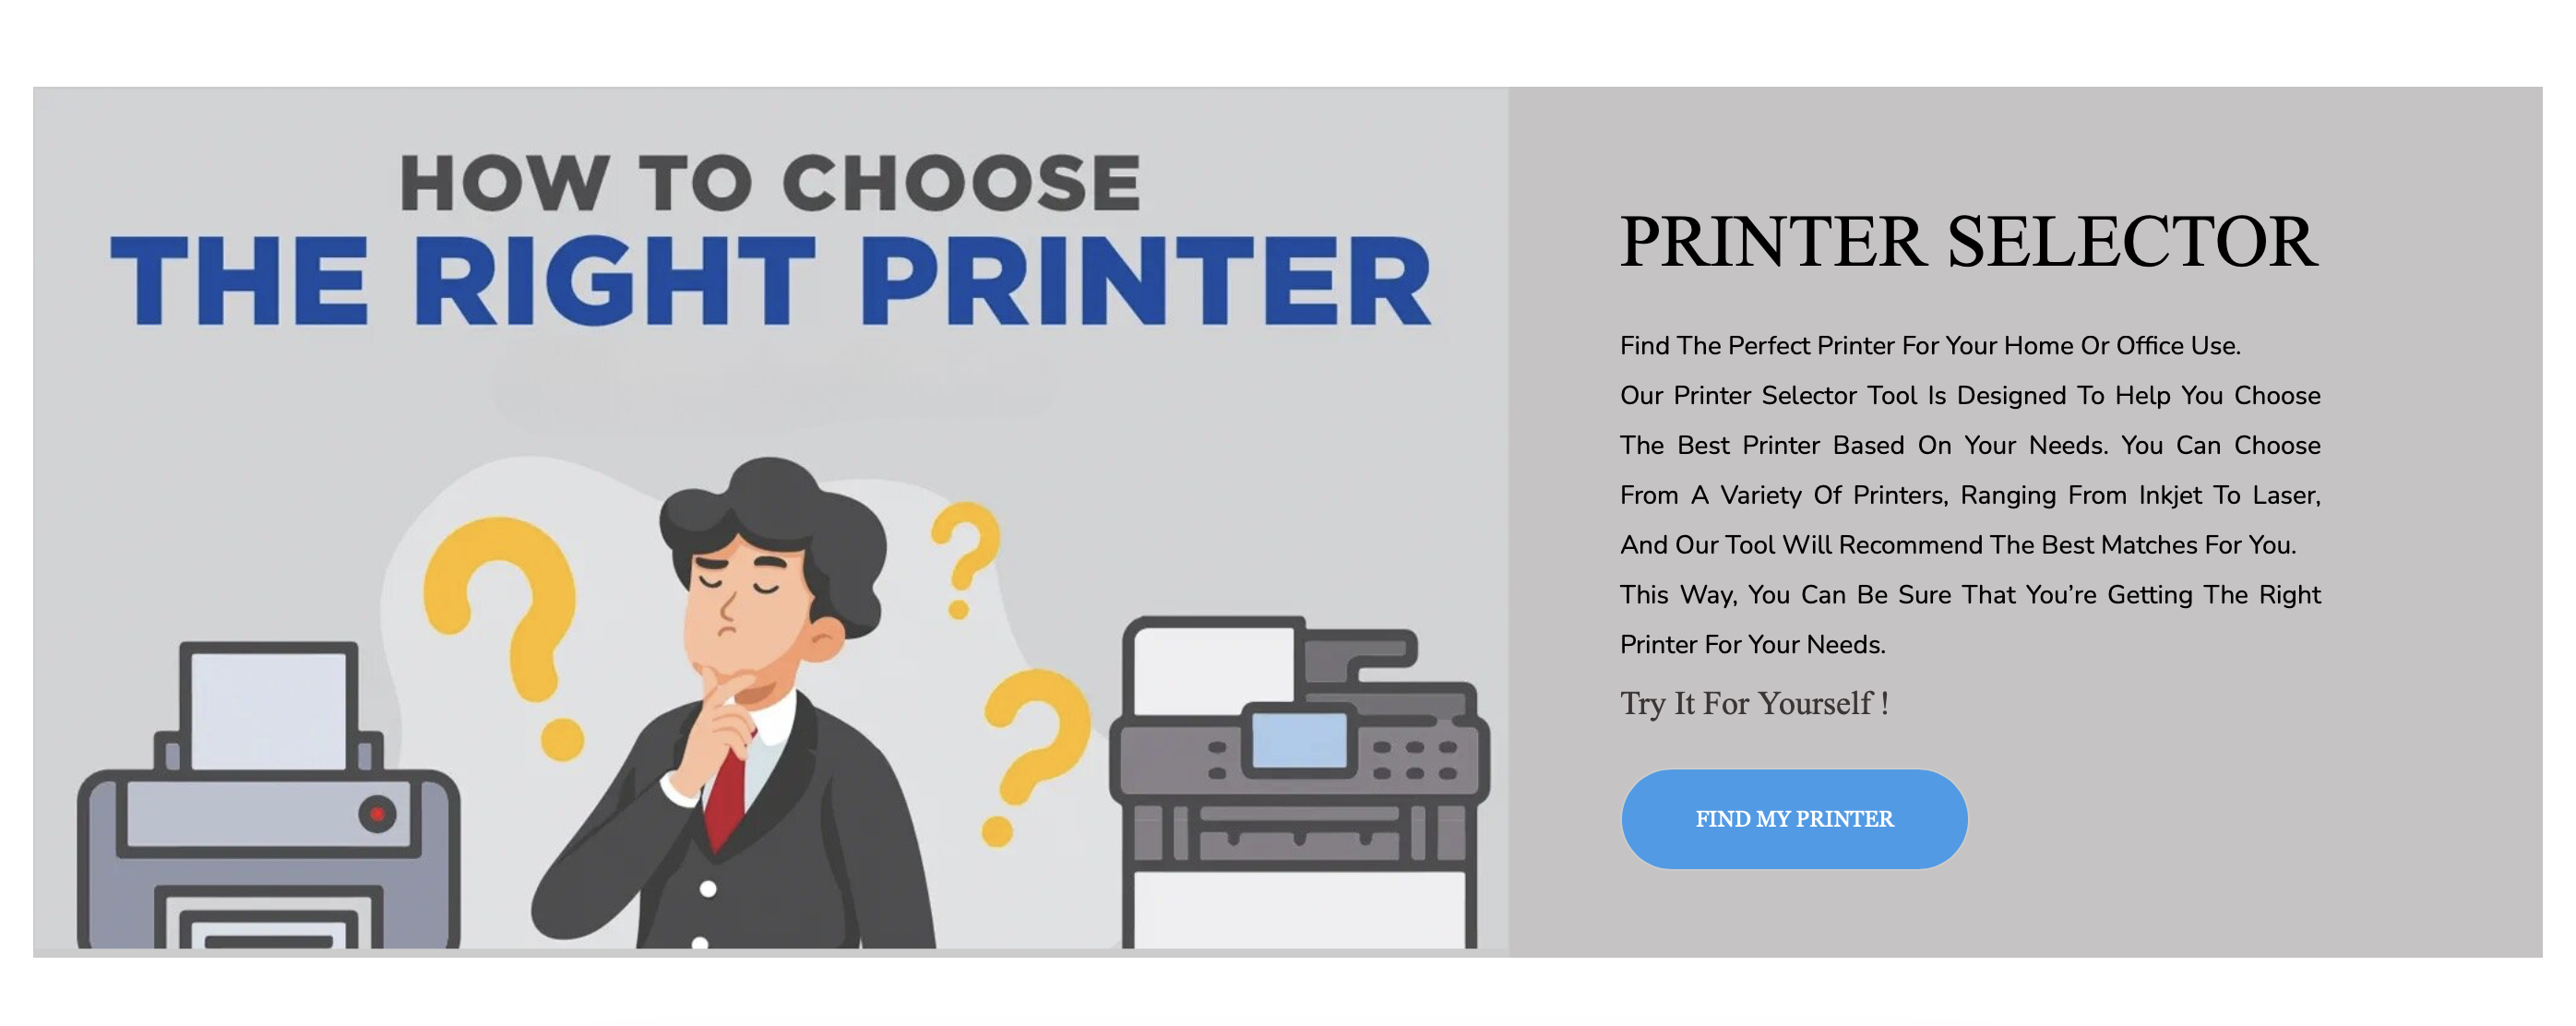 HOW TO CHOOSE
THE RIGHT PRINTER
PRINTER SELECTOR
Find The Perfect Printer For Your Home Or Office Use.
Our Printer Selector Tool Is Designed To Help You Choose
The Best Printer Based On Your Needs. You Can Choose
From A Variety Of Printers, Ranging From Inkjet To Laser,
And Our Tool Will Recommend The Best Matches For You.
This Way, You Can Be Sure That You’re Getting The Right
Printer For Your Needs.
Try It For Yourself !
FIND MY PRINTER